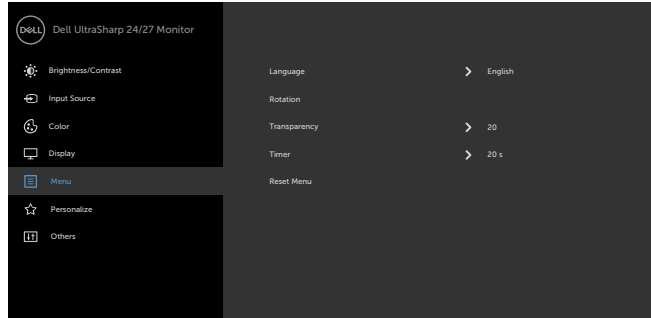 DELL Dell UltraSharp 24/27 Monitor
Brightness/Contrast
Input Source
Color
Display
Menu
Personalize
Others
Language > English
Rotation
Transparency > 20
Timer > 20 s
Reset Menu